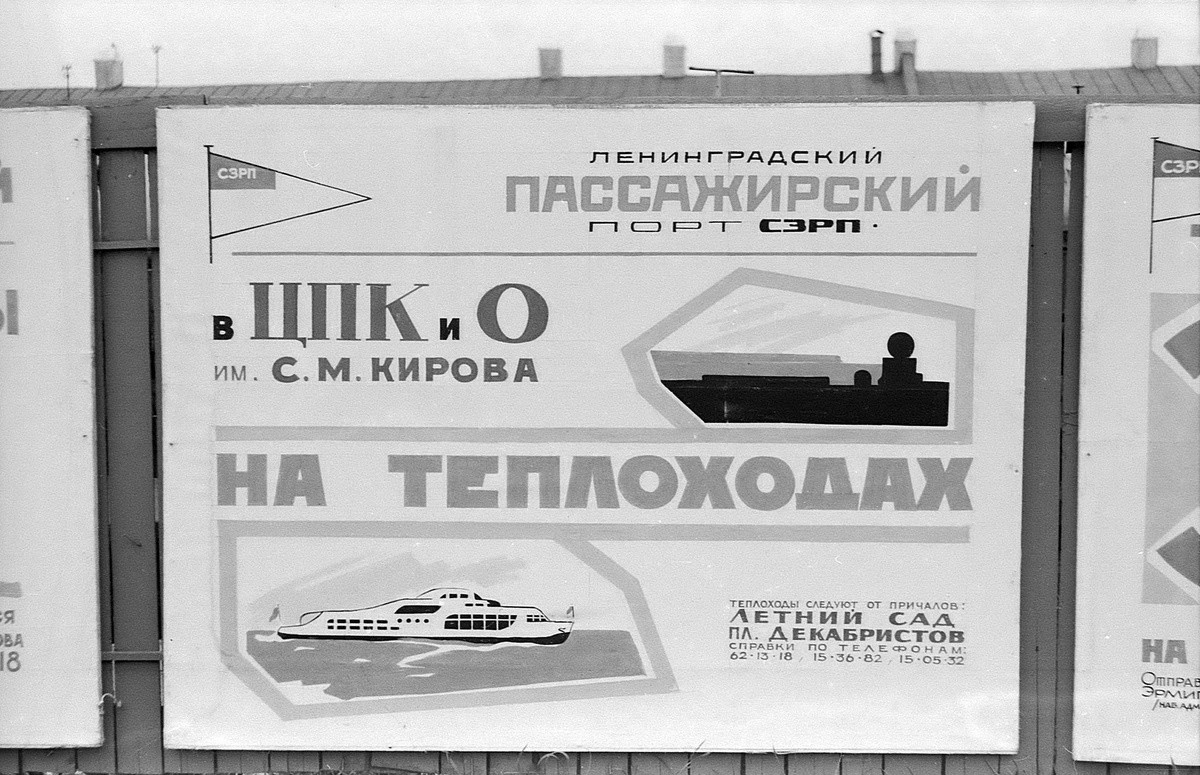 СЗРП
ЛЕНИНГРАДСКИЙ
ПАССАЖИРСКИЙ
ПОРТ СЗРП.
В ЦПК и О
ИМ. С.М. КИРОВА
НА ТЕПЛОХОДАХ
ТЕПЛОХОДЫ СЛЕДУЮТ ОТ ПРИЧАЛОВ:
ЛЕТНИЙ САД
ПЛ. ДЕКАБРИСТОВ
СПРАВКИ ПО ТЕЛЕФОНАМ:
62-13-18, 15-36-82, 15-05-32
СЗРП
НА